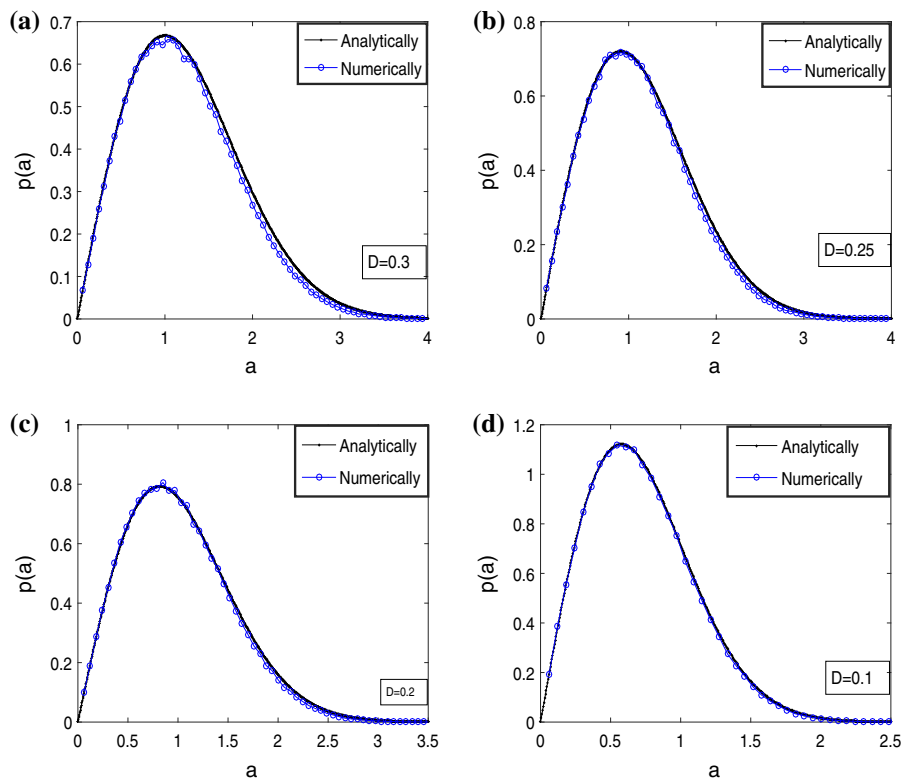 (a)
0.7
0.6
0.5
0.4
0.3
0.2
0.1
0
p(a)
0 1 2 3 4
a
Analytically
Numerically
D=0.3
(b)
0.8
0.6
0.4
0.2
0
p(a)
0 1 2 3 4
a
Analytically
Numerically
D=0.25
(c)
1
0.8
0.6
0.4
0.2
0
p(a)
0 0.5 1 1.5 2 2.5 3 3.5
a
Analytically
Numerically
D=0.2
(d)
1.2
1
0.8
0.6
0.4
0.2
0
p(a)
0 0.5 1 1.5 2 2.5
a
Analytically
Numerically
D=0.1